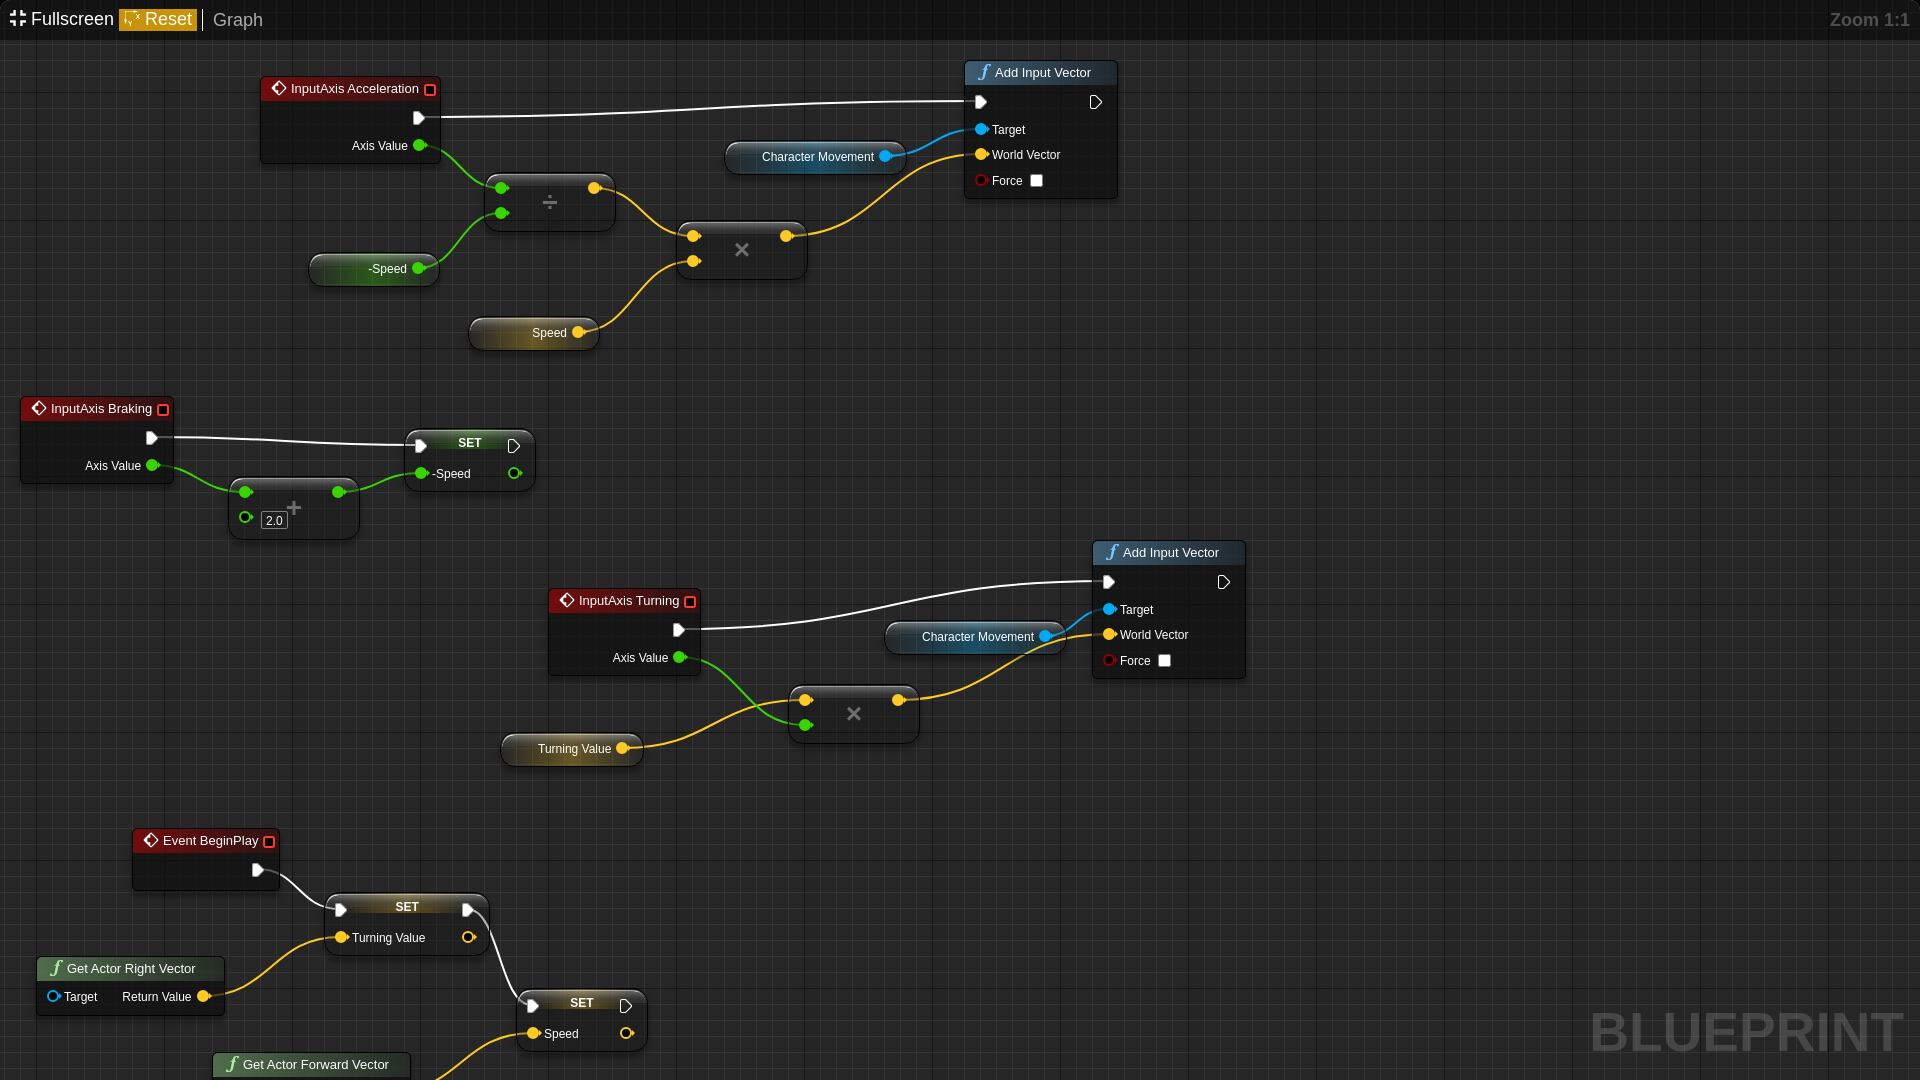 Fullscreen Reset Graph
Zoom 1:1
InputAxis Acceleration
Axis Value
Add Input Vector
Target
World Vector
Force
Character Movement
÷
×
-Speed
Speed
InputAxis Braking
Axis Value
SET
-Speed
+
2.0
InputAxis Turning
Axis Value
Add Input Vector
Target
World Vector
Force
Character Movement
×
Turning Value
Event BeginPlay
SET
Turning Value
Get Actor Right Vector
Target Return Value
SET
Speed
Get Actor Forward Vector
BLUEPRINT